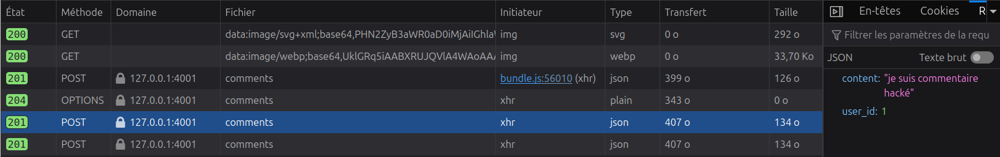 État Méthode Domaine Fichier Initiateur Type Transfert Taille
200 GET data:image/svg+xml;base64,PHN2ZyB3aWR0aD0iMjAiIGhla img svg 0 o 292 o
200 GET data:image/webp;base64,UklGRq5iAABXRUJQVlA4WAoAAA img webp 0 o 33,70 Ko
201 POST 127.0.0.1:4001 comments bundle.js:56010 (xhr) json 399 o 126 o
204 OPTIONS 127.0.0.1:4001 comments xhr plain 343 o 0 o
201 POST 127.0.0.1:4001 comments xhr json 407 o 134 o
201 POST 127.0.0.1:4001 comments xhr json 407 o 134 o
En-têtes Cookies R
Filtrer les paramètres de la requ
JSON Texte brut
content: "je suis commentaire
hacké"
user_id: 1